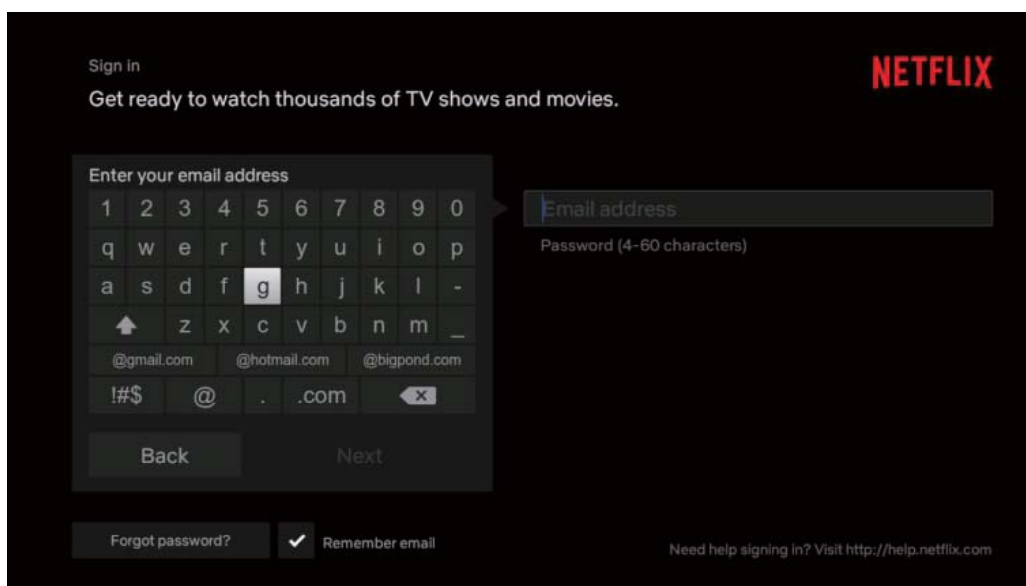 Sign in
NETFLIX
Get ready to watch thousands of TV shows and movies.
Enter your email address
1 2 3 4 5 6 7 8 9 0
q w e r t y u i o p
a s d f g h j k l -
z x c v b n m _
@gmail.com @hotmail.com @bigpond.com
!#$ @ . .com
Back Next
Email address
Password (4-60 characters)
Forgot password?
Remember email
Need help signing in? Visit http://help.netflix.com